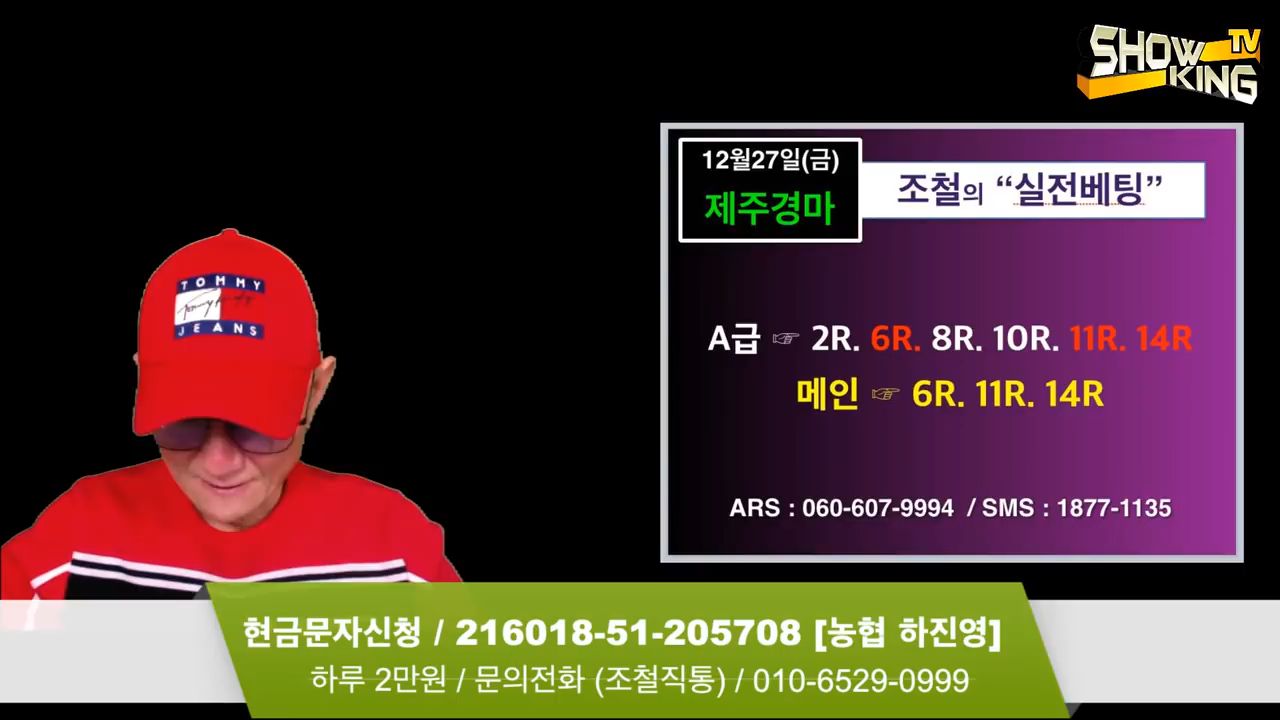 SHOW TV
KING
12월27일(금)
제주경마
조철의 “실전베팅”
TOMMY
JEANS
A급 ☞ 2R. 6R. 8R. 10R. 11R. 14R
메인 ☞ 6R. 11R. 14R
ARS : 060-607-9994 / SMS : 1877-1135
현금문자신청 / 216018-51-205708 [농협 하진영]
하루 2만원 / 문의전화 (조철직통) / 010-6529-0999